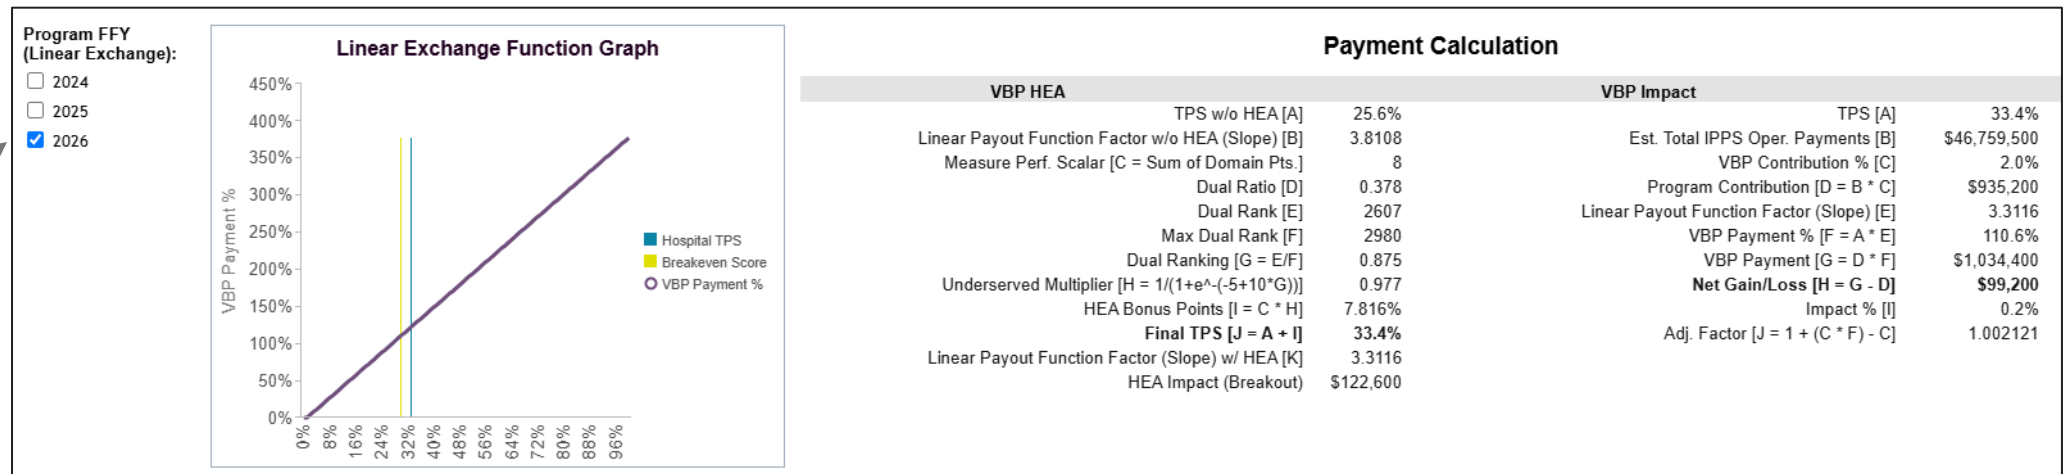 Program FFY
(Linear Exchange):
2024
2025
2026
Linear Exchange Function Graph
VBP Payment %
450%
400%
350%
300%
250%
200%
150%
100%
50%
0%
0%
8%
16%
24%
32%
40%
48%
56%
64%
72%
80%
88%
96%
Hospital TPS
Breakeven Score
VBP Payment %
Payment Calculation
VBP HEA
TPS w/o HEA [A] 25.6%
Linear Payout Function Factor w/o HEA (Slope) [B] 3.8108
Measure Perf. Scalar [C = Sum of Domain Pts.] 8
Dual Ratio [D] 0.378
Dual Rank [E] 2607
Max Dual Rank [F] 2980
Dual Ranking [G = E/F] 0.875
Underserved Multiplier [H = 1/(1+e^-(-5+10*G))] 0.977
HEA Bonus Points [I = C * H] 7.816%
Final TPS [J = A + I] 33.4%
Linear Payout Function Factor (Slope) w/ HEA [K] 3.3116
HEA Impact (Breakout) $122,600
VBP Impact
TPS [A] 33.4%
Est. Total IPPS Oper. Payments [B] $46,759,500
VBP Contribution % [C] 2.0%
Program Contribution [D = B * C] $935,200
Linear Payout Function Factor (Slope) [E] 3.3116
VBP Payment % [F = A * E] 110.6%
VBP Payment [G = D * F] $1,034,400
Net Gain/Loss [H = G - D] $99,200
Impact % [I] 0.2%
Adj. Factor [J = 1 + (C * F) - C] 1.002121